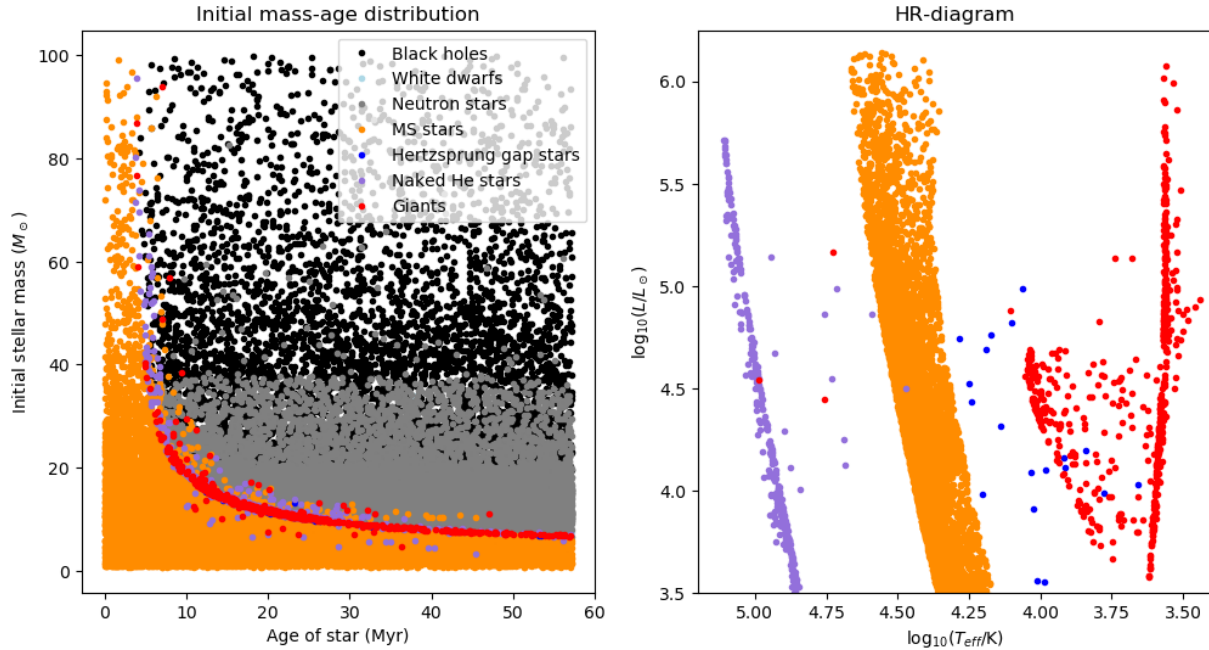 Initial mass-age distribution
Initial stellar mass (M⊙)
100
80
60
40
20
0
Black holes
White dwarfs
Neutron stars
MS stars
Hertzsprung gap stars
Naked He stars
Giants
0 10 20 30 40 50 60
Age of star (Myr)
HR-diagram
log₁₀(L/L⊙)
6.0
5.5
5.0
4.5
4.0
3.5
5.00 4.75 4.50 4.25 4.00 3.75 3.50
log₁₀(T_eff/K)